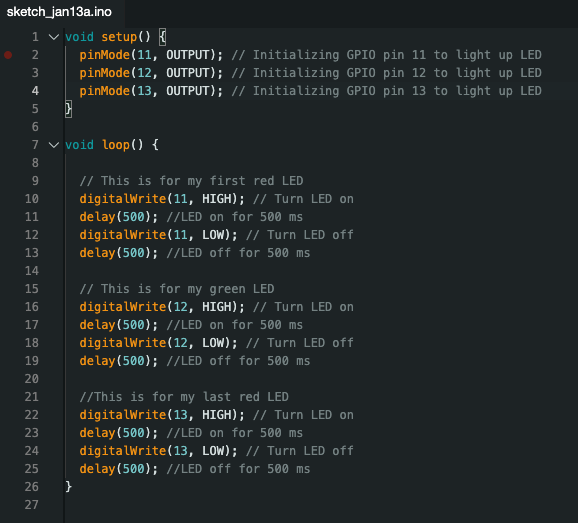 sketch_jan13a.ino
1 void setup() {
2 pinMode(11, OUTPUT); // Initializing GPIO pin 11 to light up LED
3 pinMode(12, OUTPUT); // Initializing GPIO pin 12 to light up LED
4 pinMode(13, OUTPUT); // Initializing GPIO pin 13 to light up LED
5 }
6
7 void loop() {
8
9 // This is for my first red LED
10 digitalWrite(11, HIGH); // Turn LED on
11 delay(500); //LED on for 500 ms
12 digitalWrite(11, LOW); // Turn LED off
13 delay(500); //LED off for 500 ms
14
15 // This is for my green LED
16 digitalWrite(12, HIGH); // Turn LED on
17 delay(500); //LED on for 500 ms
18 digitalWrite(12, LOW); // Turn LED off
19 delay(500); //LED off for 500 ms
20
21 //This is for my last red LED
22 digitalWrite(13, HIGH); // Turn LED on
23 delay(500); //LED on for 500 ms
24 digitalWrite(13, LOW); // Turn LED off
25 delay(500); //LED off for 500 ms
26 }
27